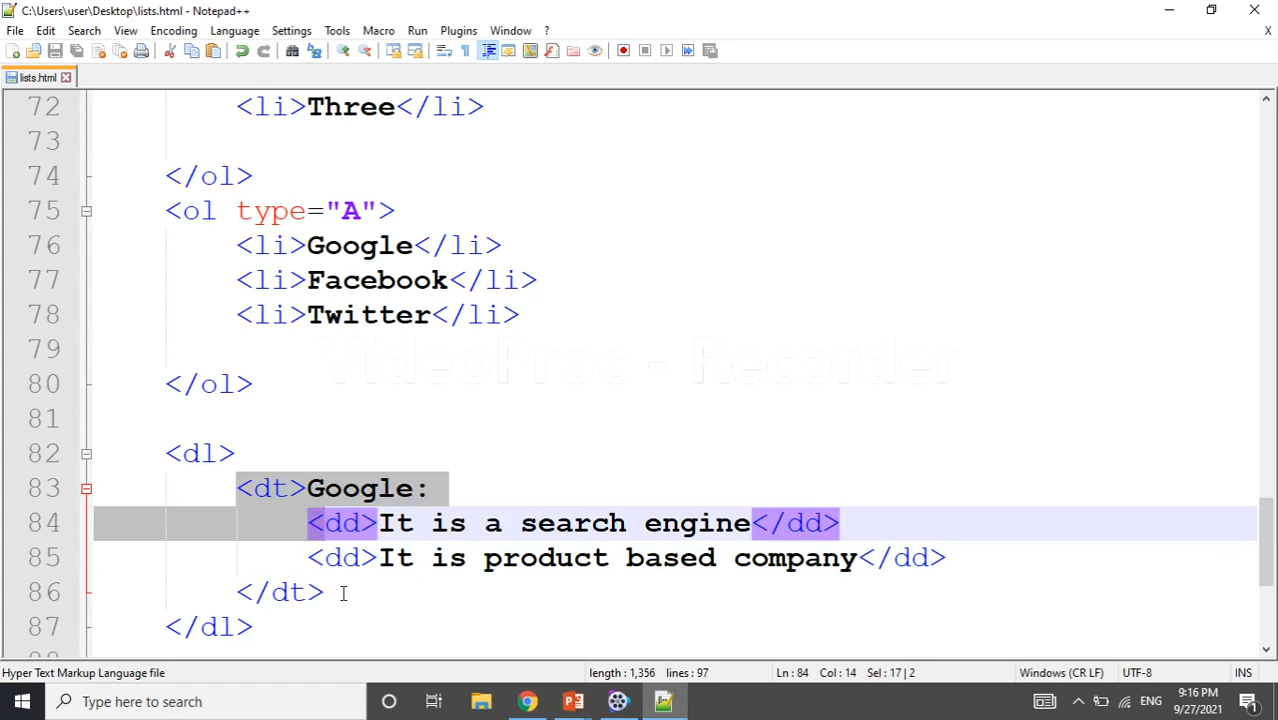 C:\Users\user\Desktop\lists.html - Notepad++
File Edit Search View Encoding Language Settings Tools Macro Run Plugins Window ? X
lists.html
72 <li>Three</li>
73
74 </ol>
75 <ol type="A">
76 <li>Google</li>
77 <li>Facebook</li>
78 <li>Twitter</li>
79
VideoProc - Recorder
80 </ol>
81
82 <dl>
83 <dt>Google:
84 <dd>It is a search engine</dd>
85 <dd>It is product based company</dd>
86 </dt>
87 </dl>
Hyper Text Markup Language file length : 1,356 lines : 97 Ln : 84 Col : 14 Sel : 17 | 2 Windows (CR LF) UTF-8 INS
Type here to search ENG 9:16 PM
9/27/2021 1